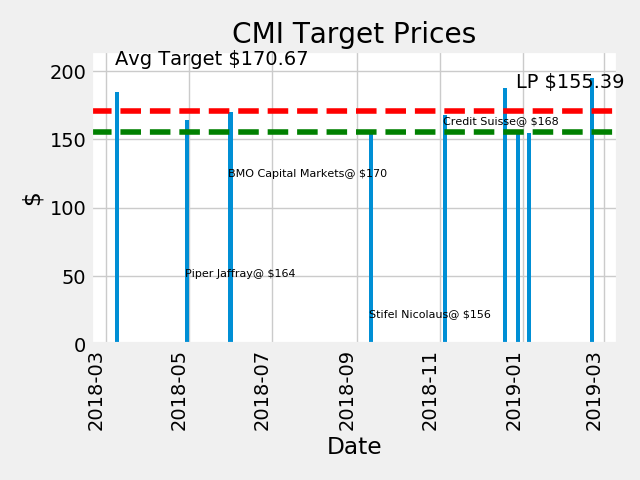 CMI Target Prices
Avg Target $170.67
LP $155.39
Credit Suisse@ $168
BMO Capital Markets@ $170
Piper Jaffray@ $164
Stifel Nicolaus@ $156
$
200
150
100
50
0
2018-03
2018-05
2018-07
2018-09
2018-11
2019-01
2019-03
Date